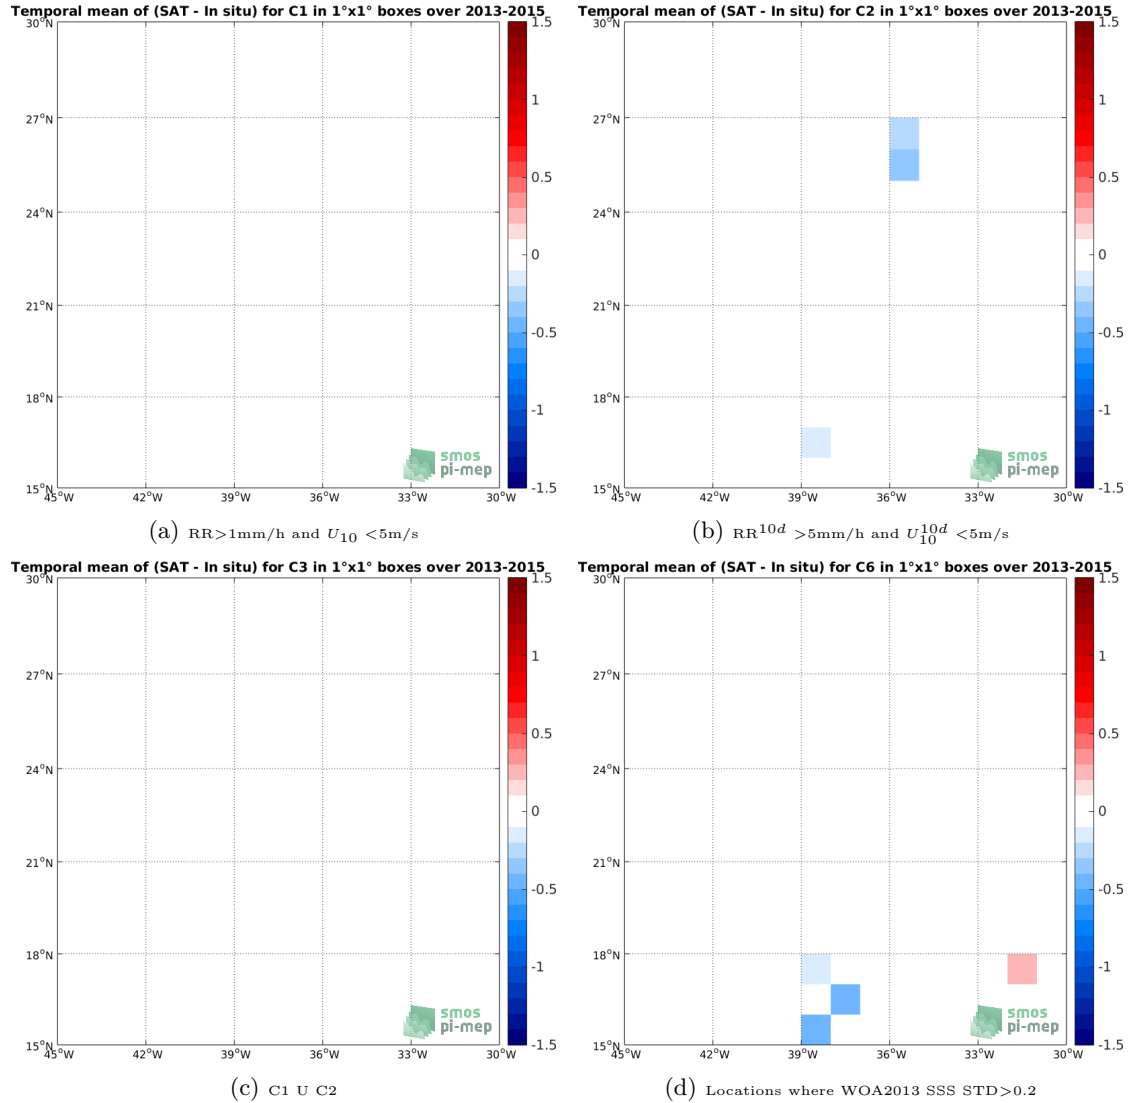 Temporal mean of (SAT - In situ) for C1 in 1°x1° boxes over 2013-2015
30°N
27°N
24°N
21°N
18°N
15°N
45°W 42°W 39°W 36°W 33°W 30°W
1.5
1
0.5
0
-0.5
-1
-1.5
smos
pi-mep
(a) RR>1mm/h and U10 <5m/s
Temporal mean of (SAT - In situ) for C2 in 1°x1° boxes over 2013-2015
30°N
27°N
24°N
21°N
18°N
15°N
45°W 42°W 39°W 36°W 33°W 30°W
1.5
1
0.5
0
-0.5
-1
-1.5
smos
pi-mep
(b) RR^10d >5mm/h and U10^10d <5m/s
Temporal mean of (SAT - In situ) for C3 in 1°x1° boxes over 2013-2015
30°N
27°N
24°N
21°N
18°N
15°N
45°W 42°W 39°W 36°W 33°W 30°W
1.5
1
0.5
0
-0.5
-1
-1.5
smos
pi-mep
(c) C1 U C2
Temporal mean of (SAT - In situ) for C6 in 1°x1° boxes over 2013-2015
30°N
27°N
24°N
21°N
18°N
15°N
45°W 42°W 39°W 36°W 33°W 30°W
1.5
1
0.5
0
-0.5
-1
-1.5
smos
pi-mep
(d) Locations where WOA2013 SSS STD>0.2